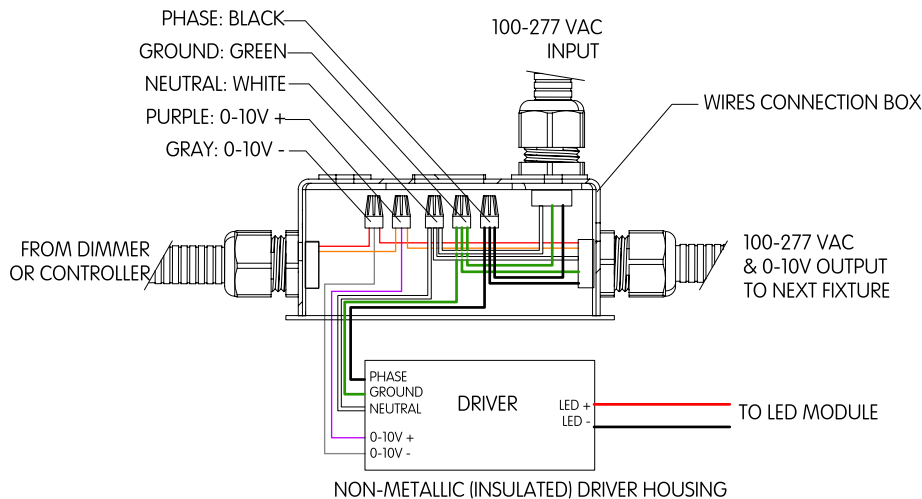 PHASE: BLACK
GROUND: GREEN
NEUTRAL: WHITE
PURPLE: 0-10V +
GRAY: 0-10V -
100-277 VAC
INPUT
WIRES CONNECTION BOX
FROM DIMMER
OR CONTROLLER
100-277 VAC
& 0-10V OUTPUT
TO NEXT FIXTURE
PHASE
GROUND
NEUTRAL
0-10V +
0-10V -
DRIVER
LED +
LED -
TO LED MODULE
NON-METALLIC (INSULATED) DRIVER HOUSING